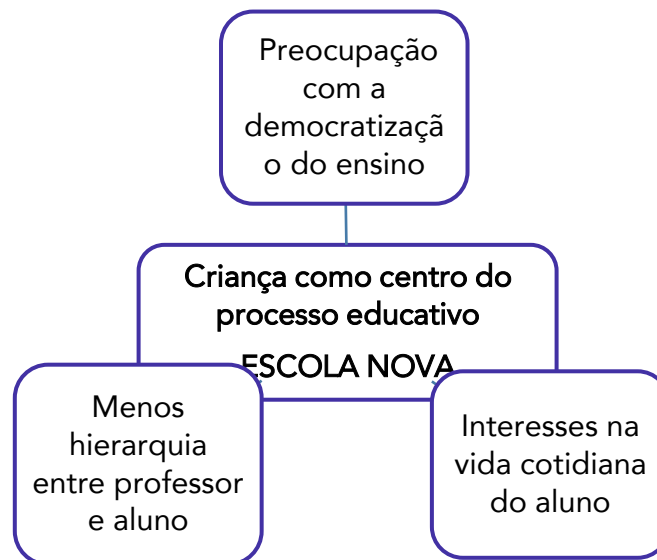 Preocupação
com a
democratizaçã
o do ensino
Criança como centro do
processo educativo
ESCOLA NOVA
Menos
hierarquia
entre professor
e aluno
Interesses na
vida cotidiana
do aluno